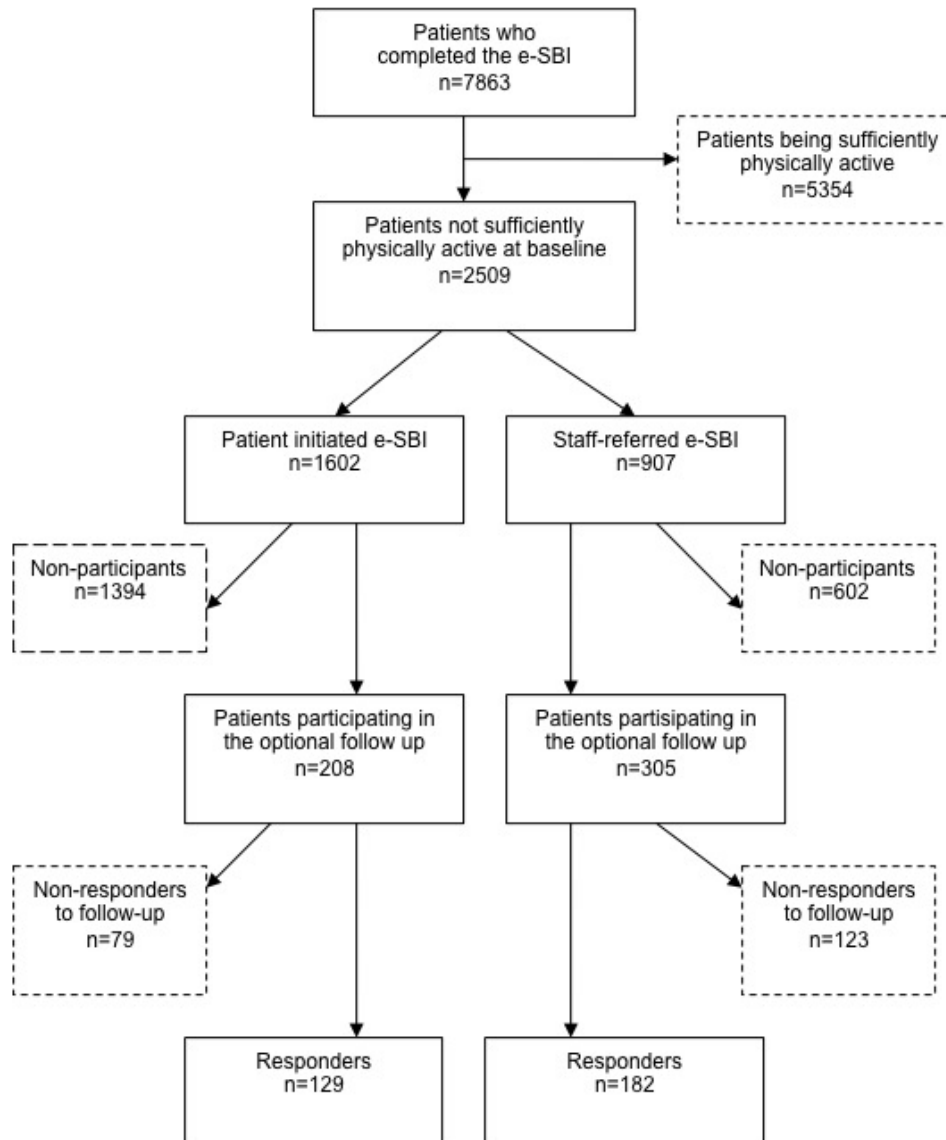 Patients who
completed the e-SBI
n=7863
Patients being sufficiently
physically active
n=5354
Patients not sufficiently
physically active at baseline
n=2509
Patient initiated e-SBI
n=1602
Staff-referred e-SBI
n=907
Non-participants
n=1394
Non-participants
n=602
Patients participating in
the optional follow up
n=208
Patients partisipating in
the optional follow up
n=305
Non-responders
to follow-up
n=79
Non-responders
to follow-up
n=123
Responders
n=129
Responders
n=182